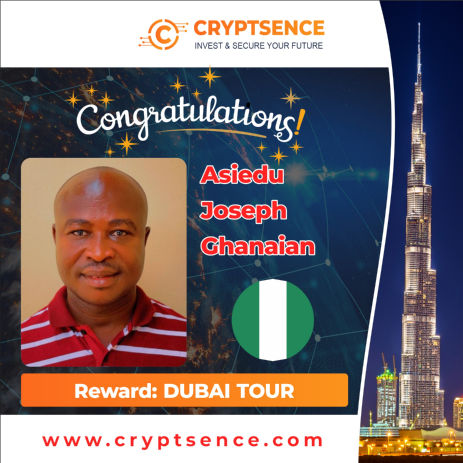 CRYPTSENCE
INVEST & SECURE YOUR FUTURE
Congratulations!
Asiedu
Joseph
Ghanaian
Reward: DUBAI TOUR
www.cryptsence.com